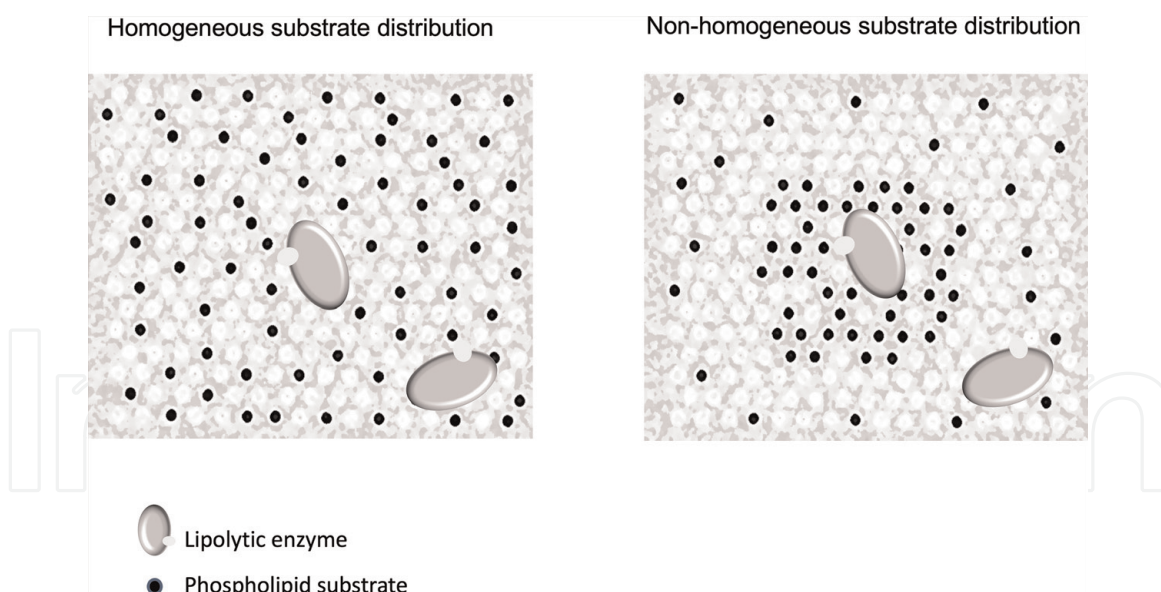 Homogeneous substrate distribution
Non-homogeneous substrate distribution
Lipolytic enzyme
Phospholipid substrate